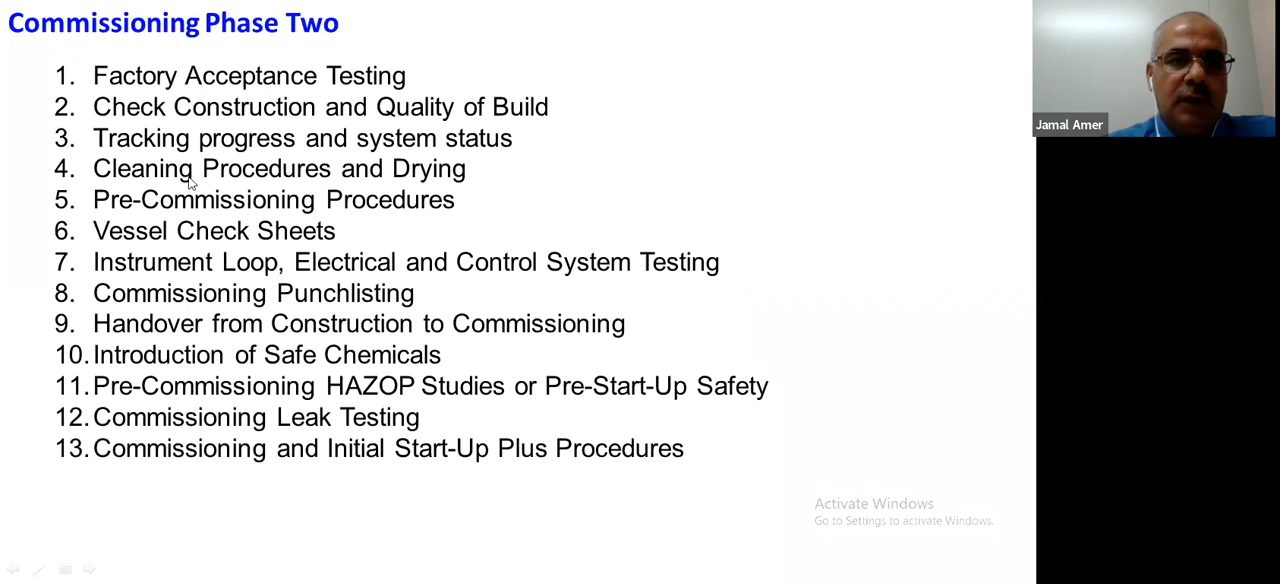 Commissioning Phase Two
1. Factory Acceptance Testing
2. Check Construction and Quality of Build
3. Tracking progress and system status
4. Cleaning Procedures and Drying
5. Pre-Commissioning Procedures
6. Vessel Check Sheets
7. Instrument Loop, Electrical and Control System Testing
8. Commissioning Punchlisting
9. Handover from Construction to Commissioning
10. Introduction of Safe Chemicals
11. Pre-Commissioning HAZOP Studies or Pre-Start-Up Safety
12. Commissioning Leak Testing
13. Commissioning and Initial Start-Up Plus Procedures
Jamal Amer
Activate Windows
Go to Settings to activate Windows.